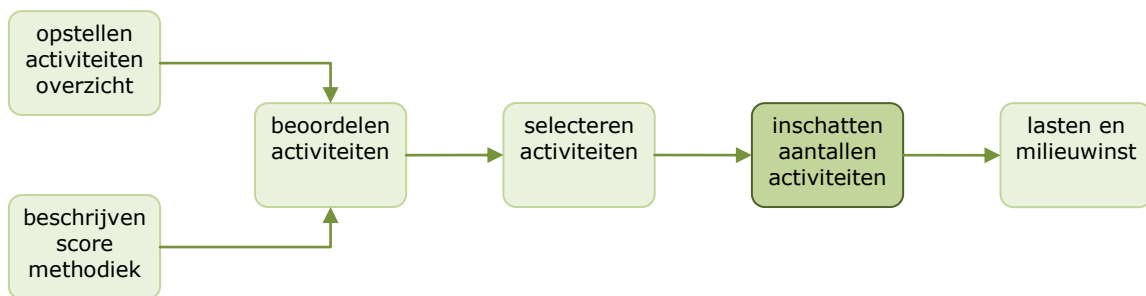 opstellen
activiteiten
overzicht
beschrijven
score
methodiek
beoordelen
activiteiten
selecteren
activiteiten
inschatten
aantallen
activiteiten
lasten en
milieuwinst